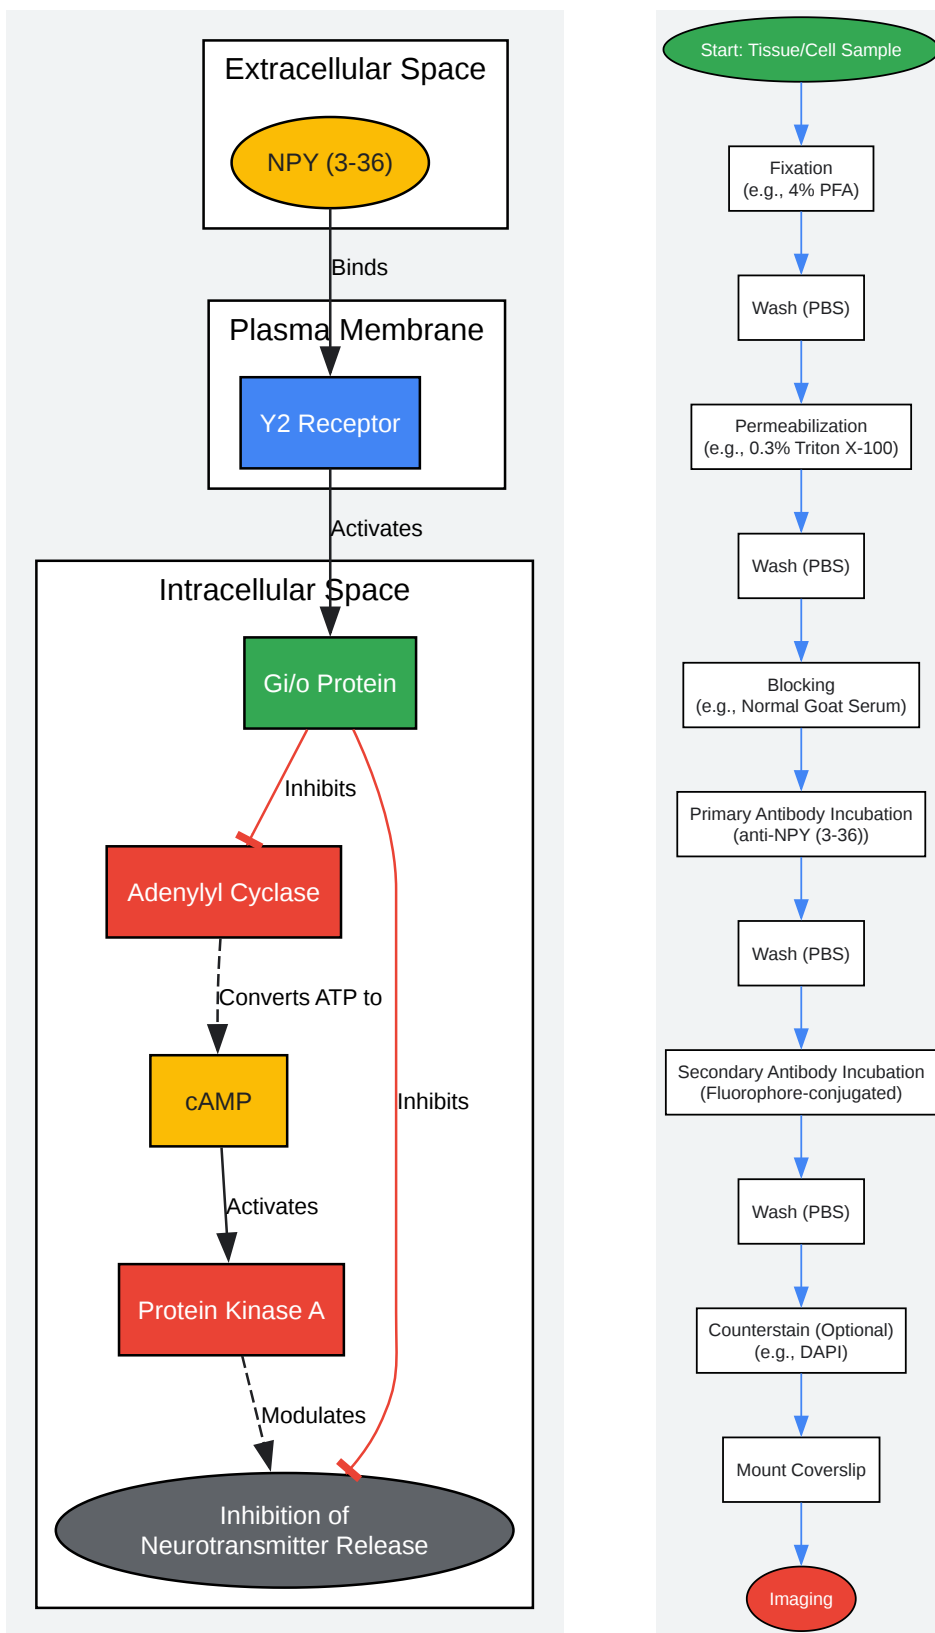 Extracellular Space
NPY (3-36)
Binds
Plasma Membrane
Y2 Receptor
Activates
Intracellular Space
Gi/o Protein
Inhibits
Adenylyl Cyclase
Converts ATP to
cAMP
Inhibits
Activates
Protein Kinase A
Modulates
Inhibition of
Neurotransmitter Release
Start: Tissue/Cell Sample
Fixation
(e.g., 4% PFA)
Wash (PBS)
Permeabilization
(e.g., 0.3% Triton X-100)
Wash (PBS)
Blocking
(e.g., Normal Goat Serum)
Primary Antibody Incubation
(anti-NPY (3-36))
Wash (PBS)
Secondary Antibody Incubation
(Fluorophore-conjugated)
Wash (PBS)
Counterstain (Optional)
(e.g., DAPI)
Mount Coverslip
Imaging